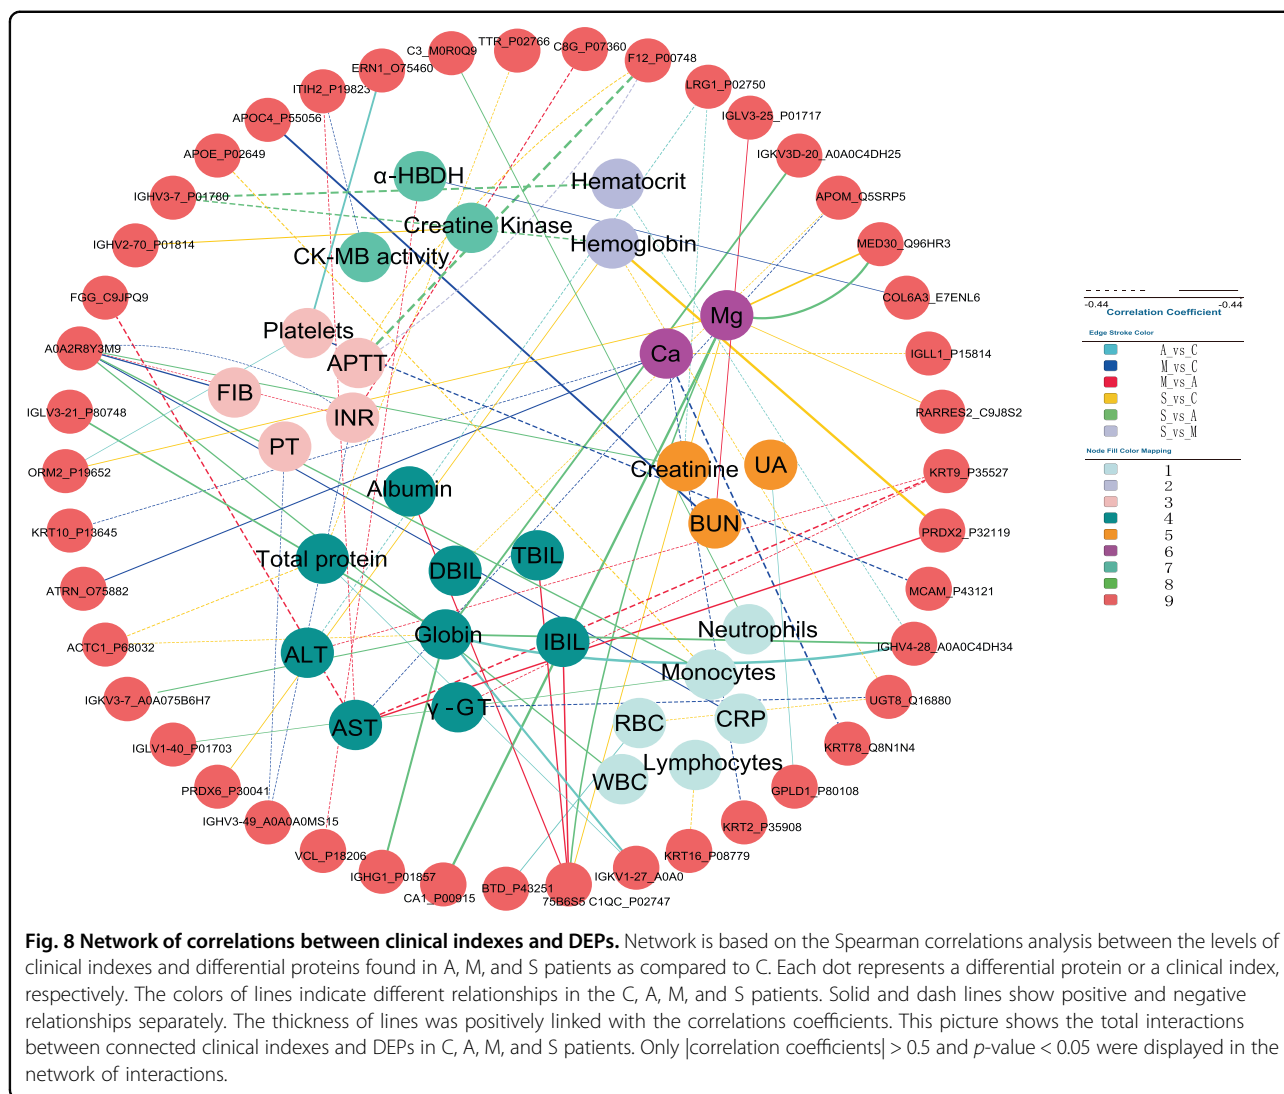 C3_M0R0Q9
TTR_P02766
C8G_P07360
F12_P00748
ERN1_O75460
LRG1_P02750
ITIH2_P19823
IGLV3-25_P01717
APOC4_P55056
IGKV3D-20_A0A0C4DH25
APOE_P02649
α-HBDH
Hematocrit
APOM_Q5SRP5
IGHV3-7_P01780
Creatine Kinase
Hemoglobin
MED30_Q96HR3
IGHV2-70_P01814
CK-MB activity
FGG_C9JPQ9
COL6A3_E7ENL6
Mg
Platelets
A0A2R8Y3M9
APTT
Ca
IGLL1_P15814
FIB
INR
IGLV3-21_P80748
RARRES2_C9J8S2
PT
ORM2_P19652
Creatinine
UA
KRT9_P35527
Albumin
KRT10_P13645
BUN
PRDX2_P32119
Total protein
DBIL
TBIL
ATRN_O75882
MCAM_P43121
Globin
IBIL
Neutrophils
ACTC1_P68032
ALT
IGHV4-28_A0A0C4DH34
Monocytes
IGKV3-7_A0A075B6H7
UGT8_Q16880
γ-GT
AST
RBC
CRP
IGLV1-40_P01703
KRT78_Q8N1N4
Lymphocytes
WBC
PRDX6_P30041
GPLD1_P80108
IGHV3-49_A0A0A0MS15
KRT2_P35908
VCL_P18206
KRT16_P08779
IGHG1_P01857
IGKV1-27_A0A0
CA1_P00915
BTD_P43251
75B6S5 C1QC_P02747
-0.44 -0.44
Correlation Coefficient
Edge Stroke Color
A_vs_C
M_vs_C
M_vs_A
S_vs_C
S_vs_A
S_vs_M
Node Fill Color Mapping
1
2
3
4
5
6
7
8
9
Fig. 8 Network of correlations between clinical indexes and DEPs. Network is based on the Spearman correlations analysis between the levels of
clinical indexes and differential proteins found in A, M, and S patients as compared to C. Each dot represents a differential protein or a clinical index,
respectively. The colors of lines indicate different relationships in the C, A, M, and S patients. Solid and dash lines show positive and negative
relationships separately. The thickness of lines was positively linked with the correlations coefficients. This picture shows the total interactions
between connected clinical indexes and DEPs in C, A, M, and S patients. Only |correlation coefficients| > 0.5 and p-value < 0.05 were displayed in the
network of interactions.